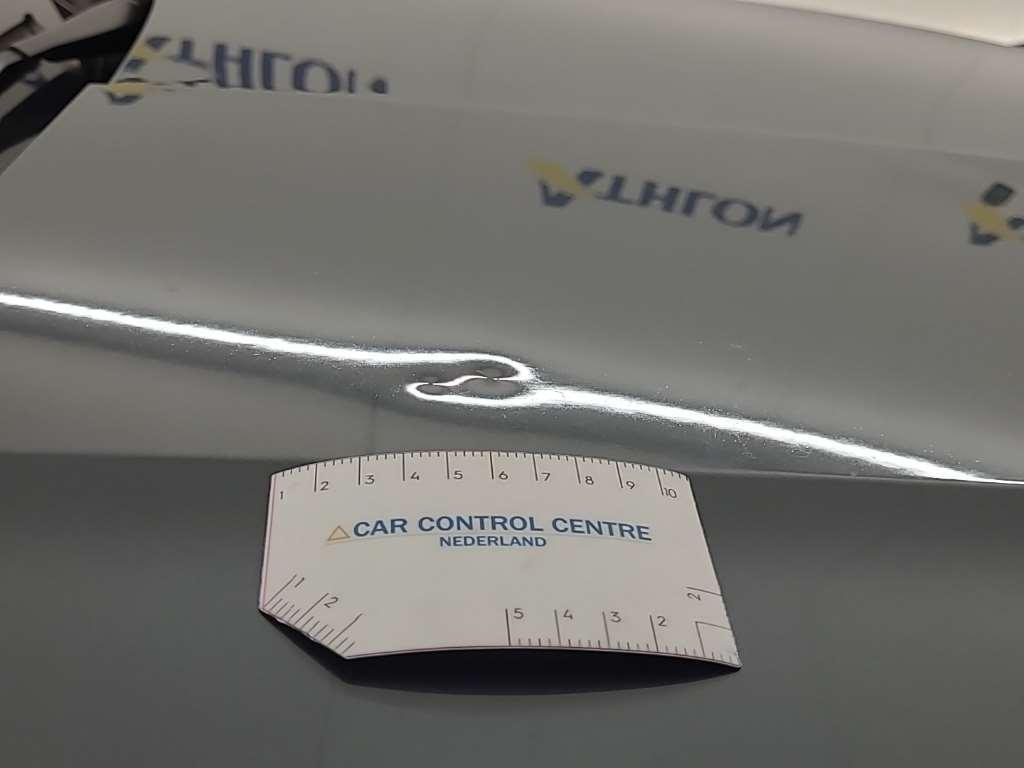 ATHLON
ATHLON
1 2 3 4 5 6 7 8 9 10
CAR CONTROL CENTRE
NEDERLAND
1 2
5 4 3 2
2